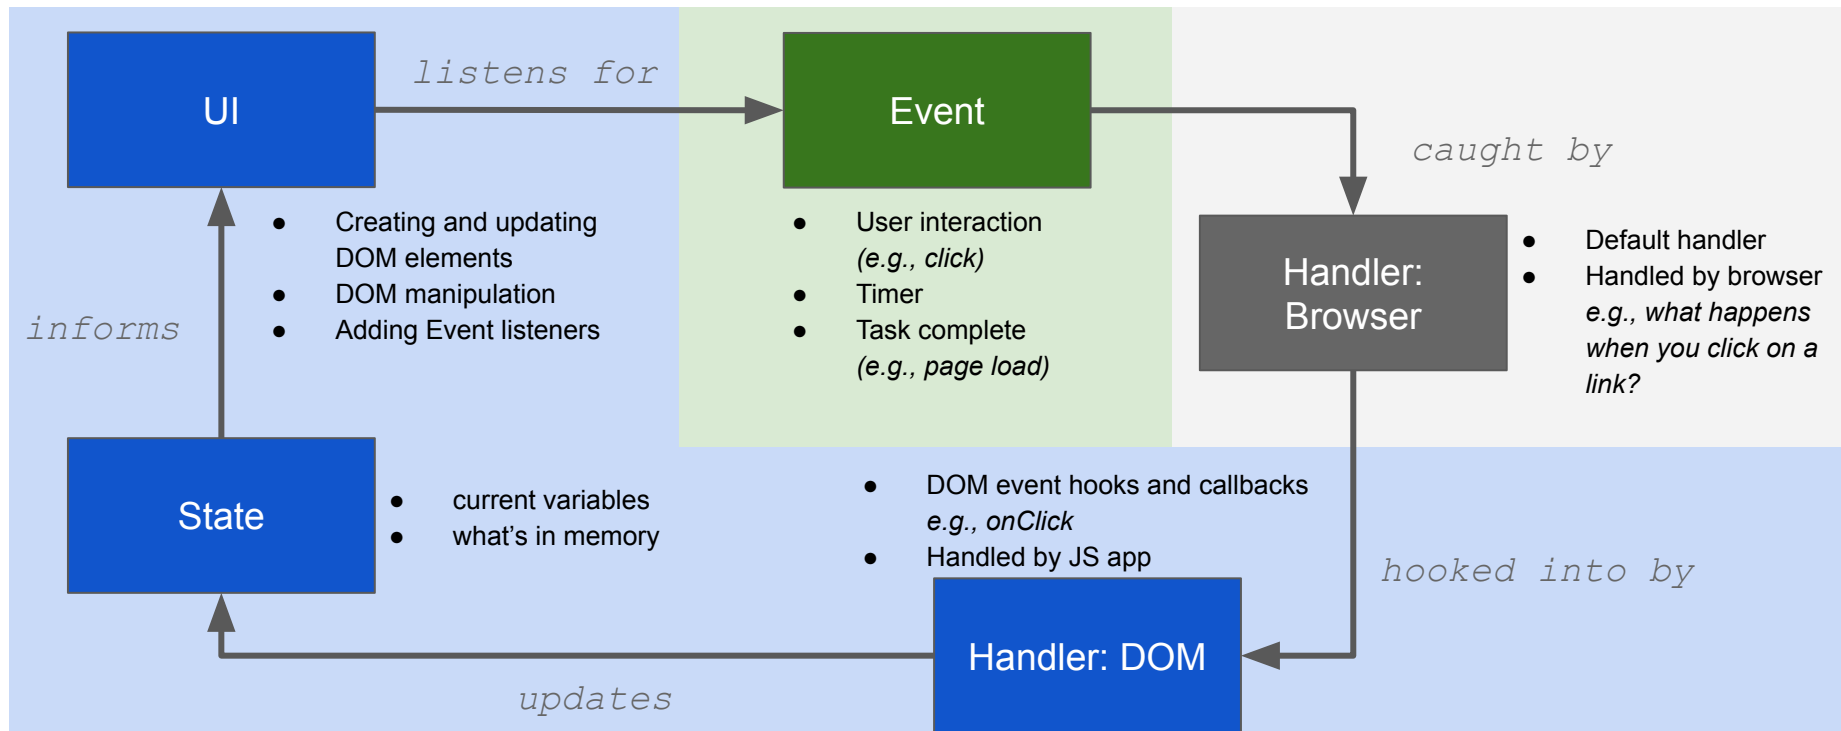 UI
listens for
Event
caught by
● Creating and updating
DOM elements
● DOM manipulation
● Adding Event listeners
● User interaction
(e.g., click)
● Timer
● Task complete
(e.g., page load)
Handler:
Browser
● Default handler
● Handled by browser
e.g., what happens
when you click on a
link?
informs
State
● current variables
● what's in memory
● DOM event hooks and callbacks
e.g., onClick
● Handled by JS app
hooked into by
Handler: DOM
updates